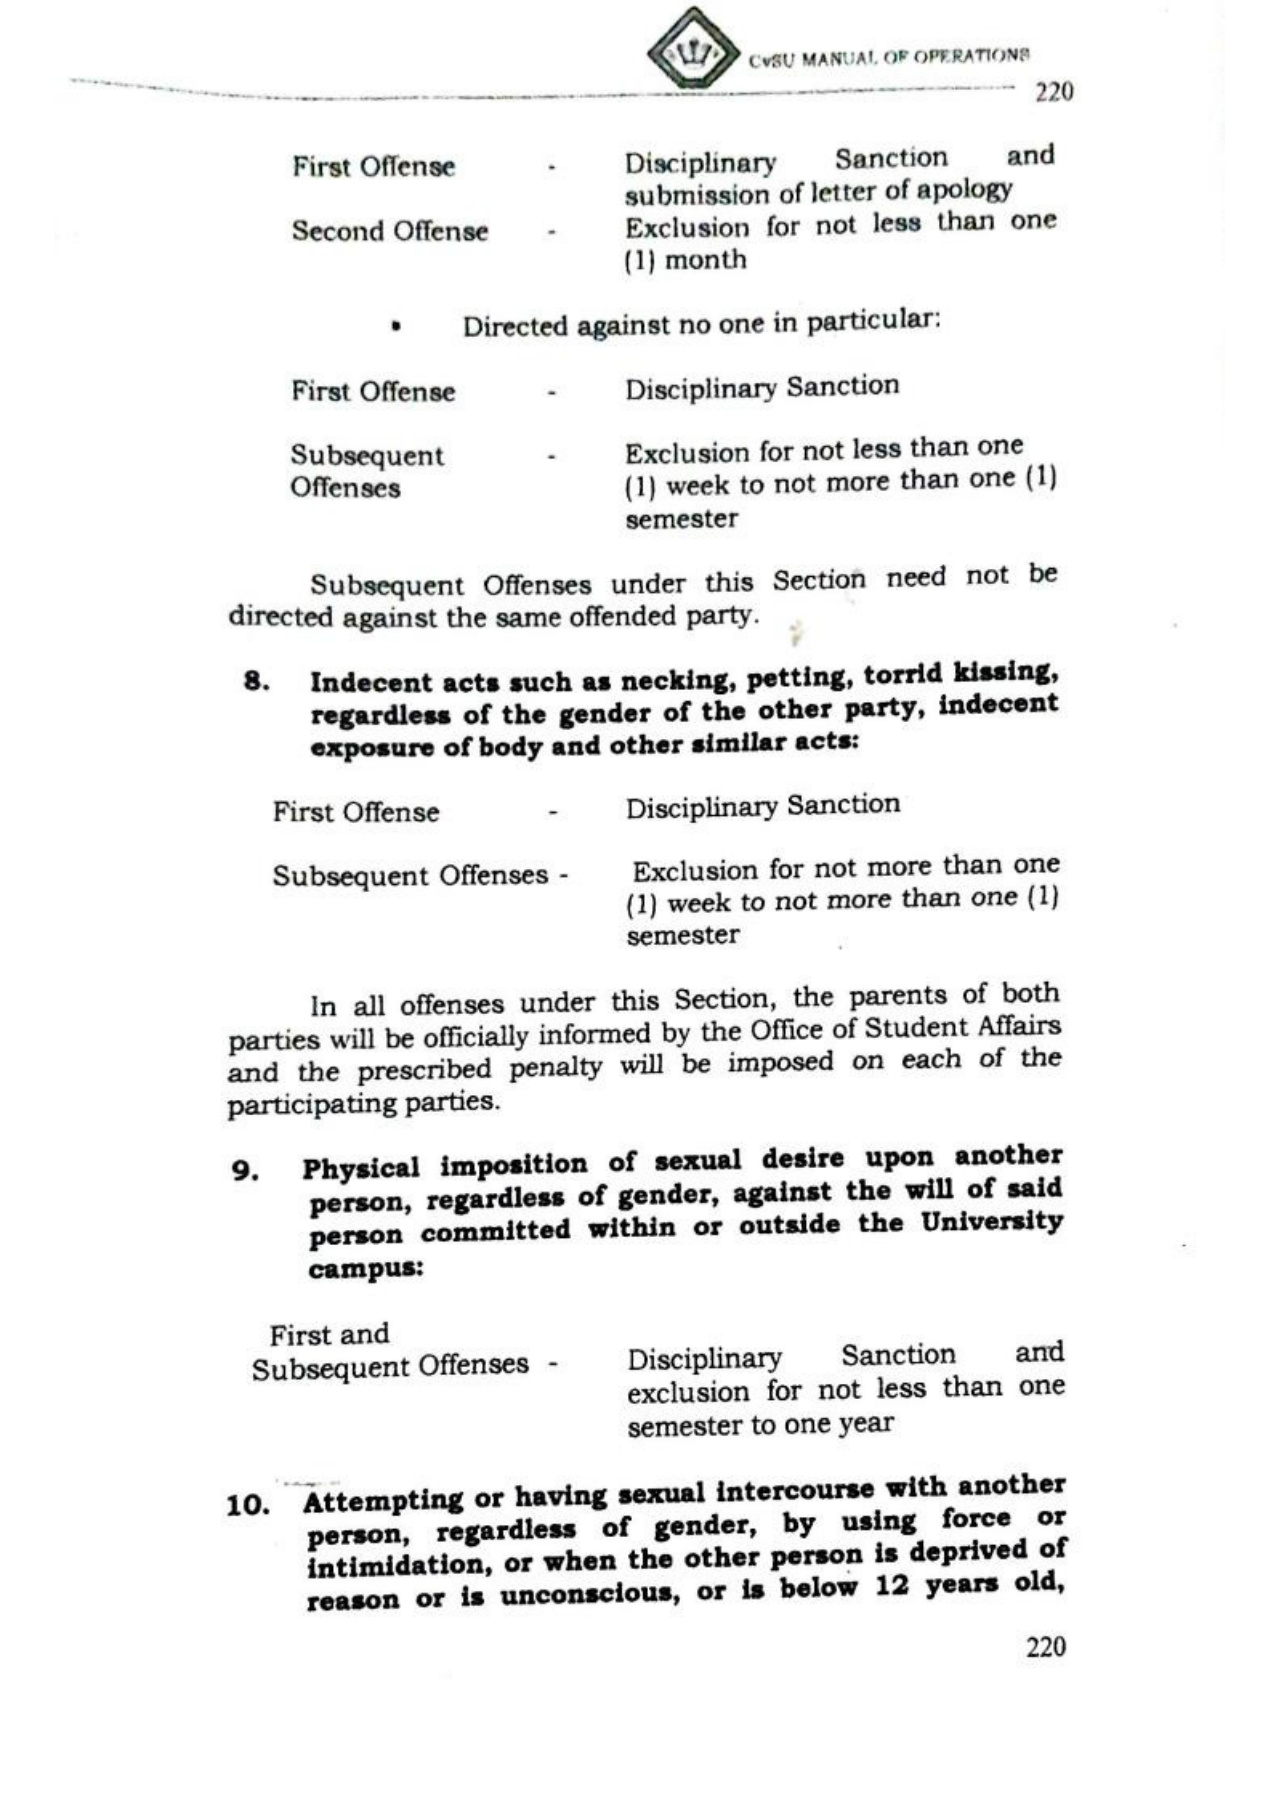 CvSU MANUAL OF OPERATIONS
220
First Offense - Disciplinary Sanction and
submission of letter of apology
Second Offense - Exclusion for not less than one
(1) month
▪ Directed against no one in particular:
First Offense - Disciplinary Sanction
Subsequent - Exclusion for not less than one
Offenses (1) week to not more than one (1)
semester
Subsequent Offenses under this Section need not be
directed against the same offended party.
8. Indecent acts such as necking, petting, torrid kissing,
regardless of the gender of the other party, indecent
exposure of body and other similar acts:
First Offense - Disciplinary Sanction
Subsequent Offenses - Exclusion for not more than one
(1) week to not more than one (1)
semester
In all offenses under this Section, the parents of both
parties will be officially informed by the Office of Student Affairs
and the prescribed penalty will be imposed on each of the
participating parties.
9. Physical imposition of sexual desire upon another
person, regardless of gender, against the will of said
person committed within or outside the University
campus:
First and
Subsequent Offenses - Disciplinary Sanction and
exclusion for not less than one
semester to one year
10. Attempting or having sexual intercourse with another
person, regardless of gender, by using force or
intimidation, or when the other person is deprived of
reason or is unconscious, or is below 12 years old,
220